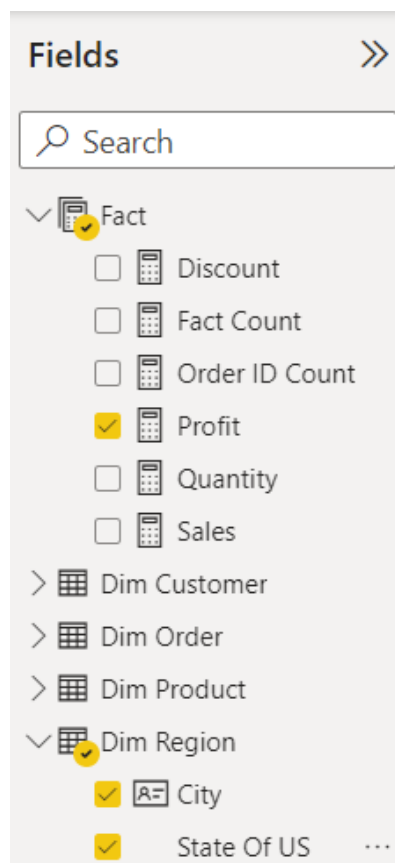 Fields
Search
Fact
Discount
Fact Count
Order ID Count
Profit
Quantity
Sales
Dim Customer
Dim Order
Dim Product
Dim Region
City
State Of US